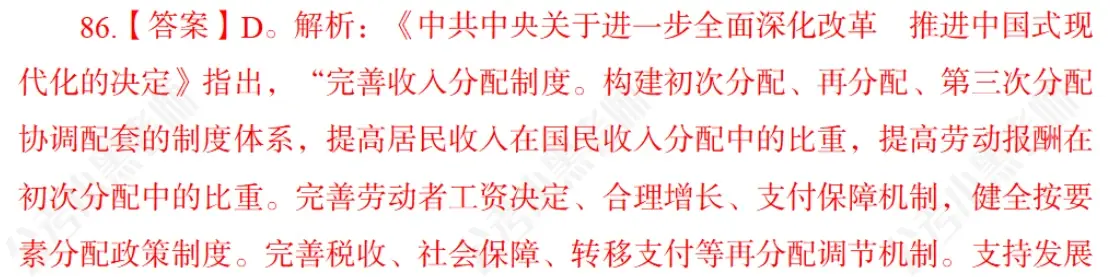 86.【答案】D。解析：《中共中央关于进一步全面深化改革　推进中国式现
代化的决定》指出，“完善收入分配制度。构建初次分配、再分配、第三次分配
协调配套的制度体系，提高居民收入在国民收入分配中的比重，提高劳动报酬在
初次分配中的比重。完善劳动者工资决定、合理增长、支付保障机制，健全按要
素分配政策制度。完善税收、社会保障、转移支付等再分配调节机制。支持发展